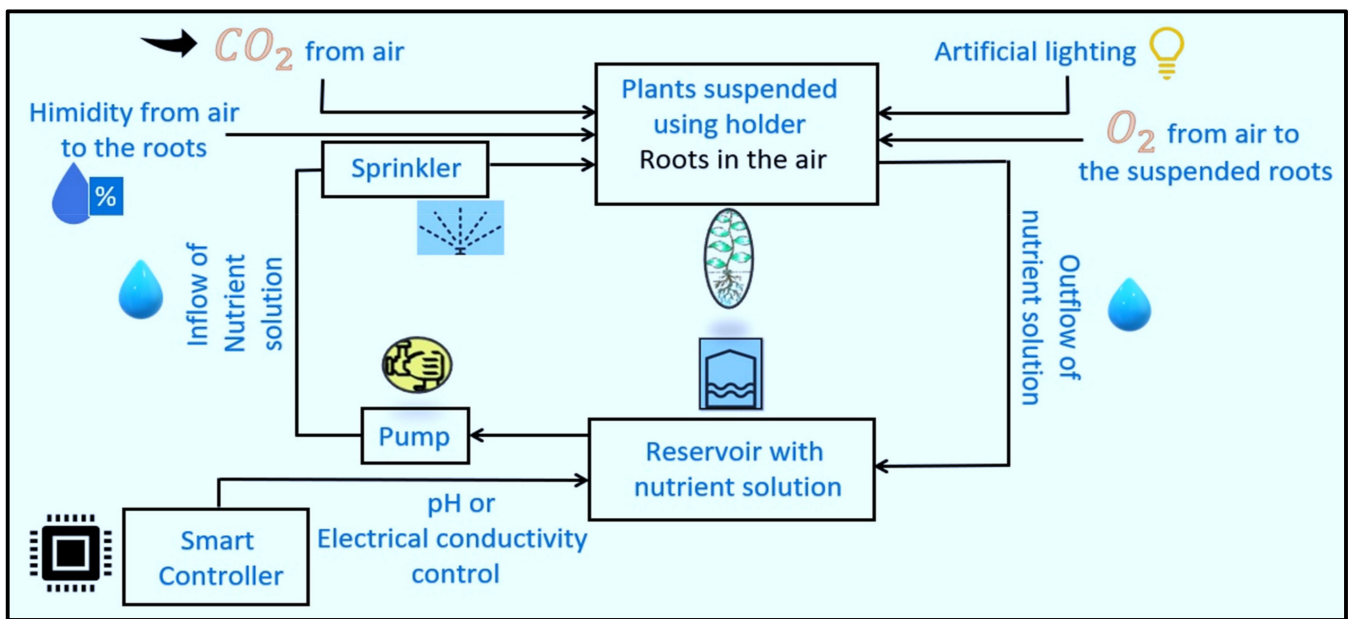 CO₂ from air
Artificial lighting
Himidity from air
to the roots
%
Plants suspended
using holder
Roots in the air
O₂ from air to
the suspended roots
Sprinkler
Inflow of
Nutrient
solution
Outflow of
nutrient solution
Pump
Reservoir with
nutrient solution
pH or
Electrical conductivity
control
Smart
Controller